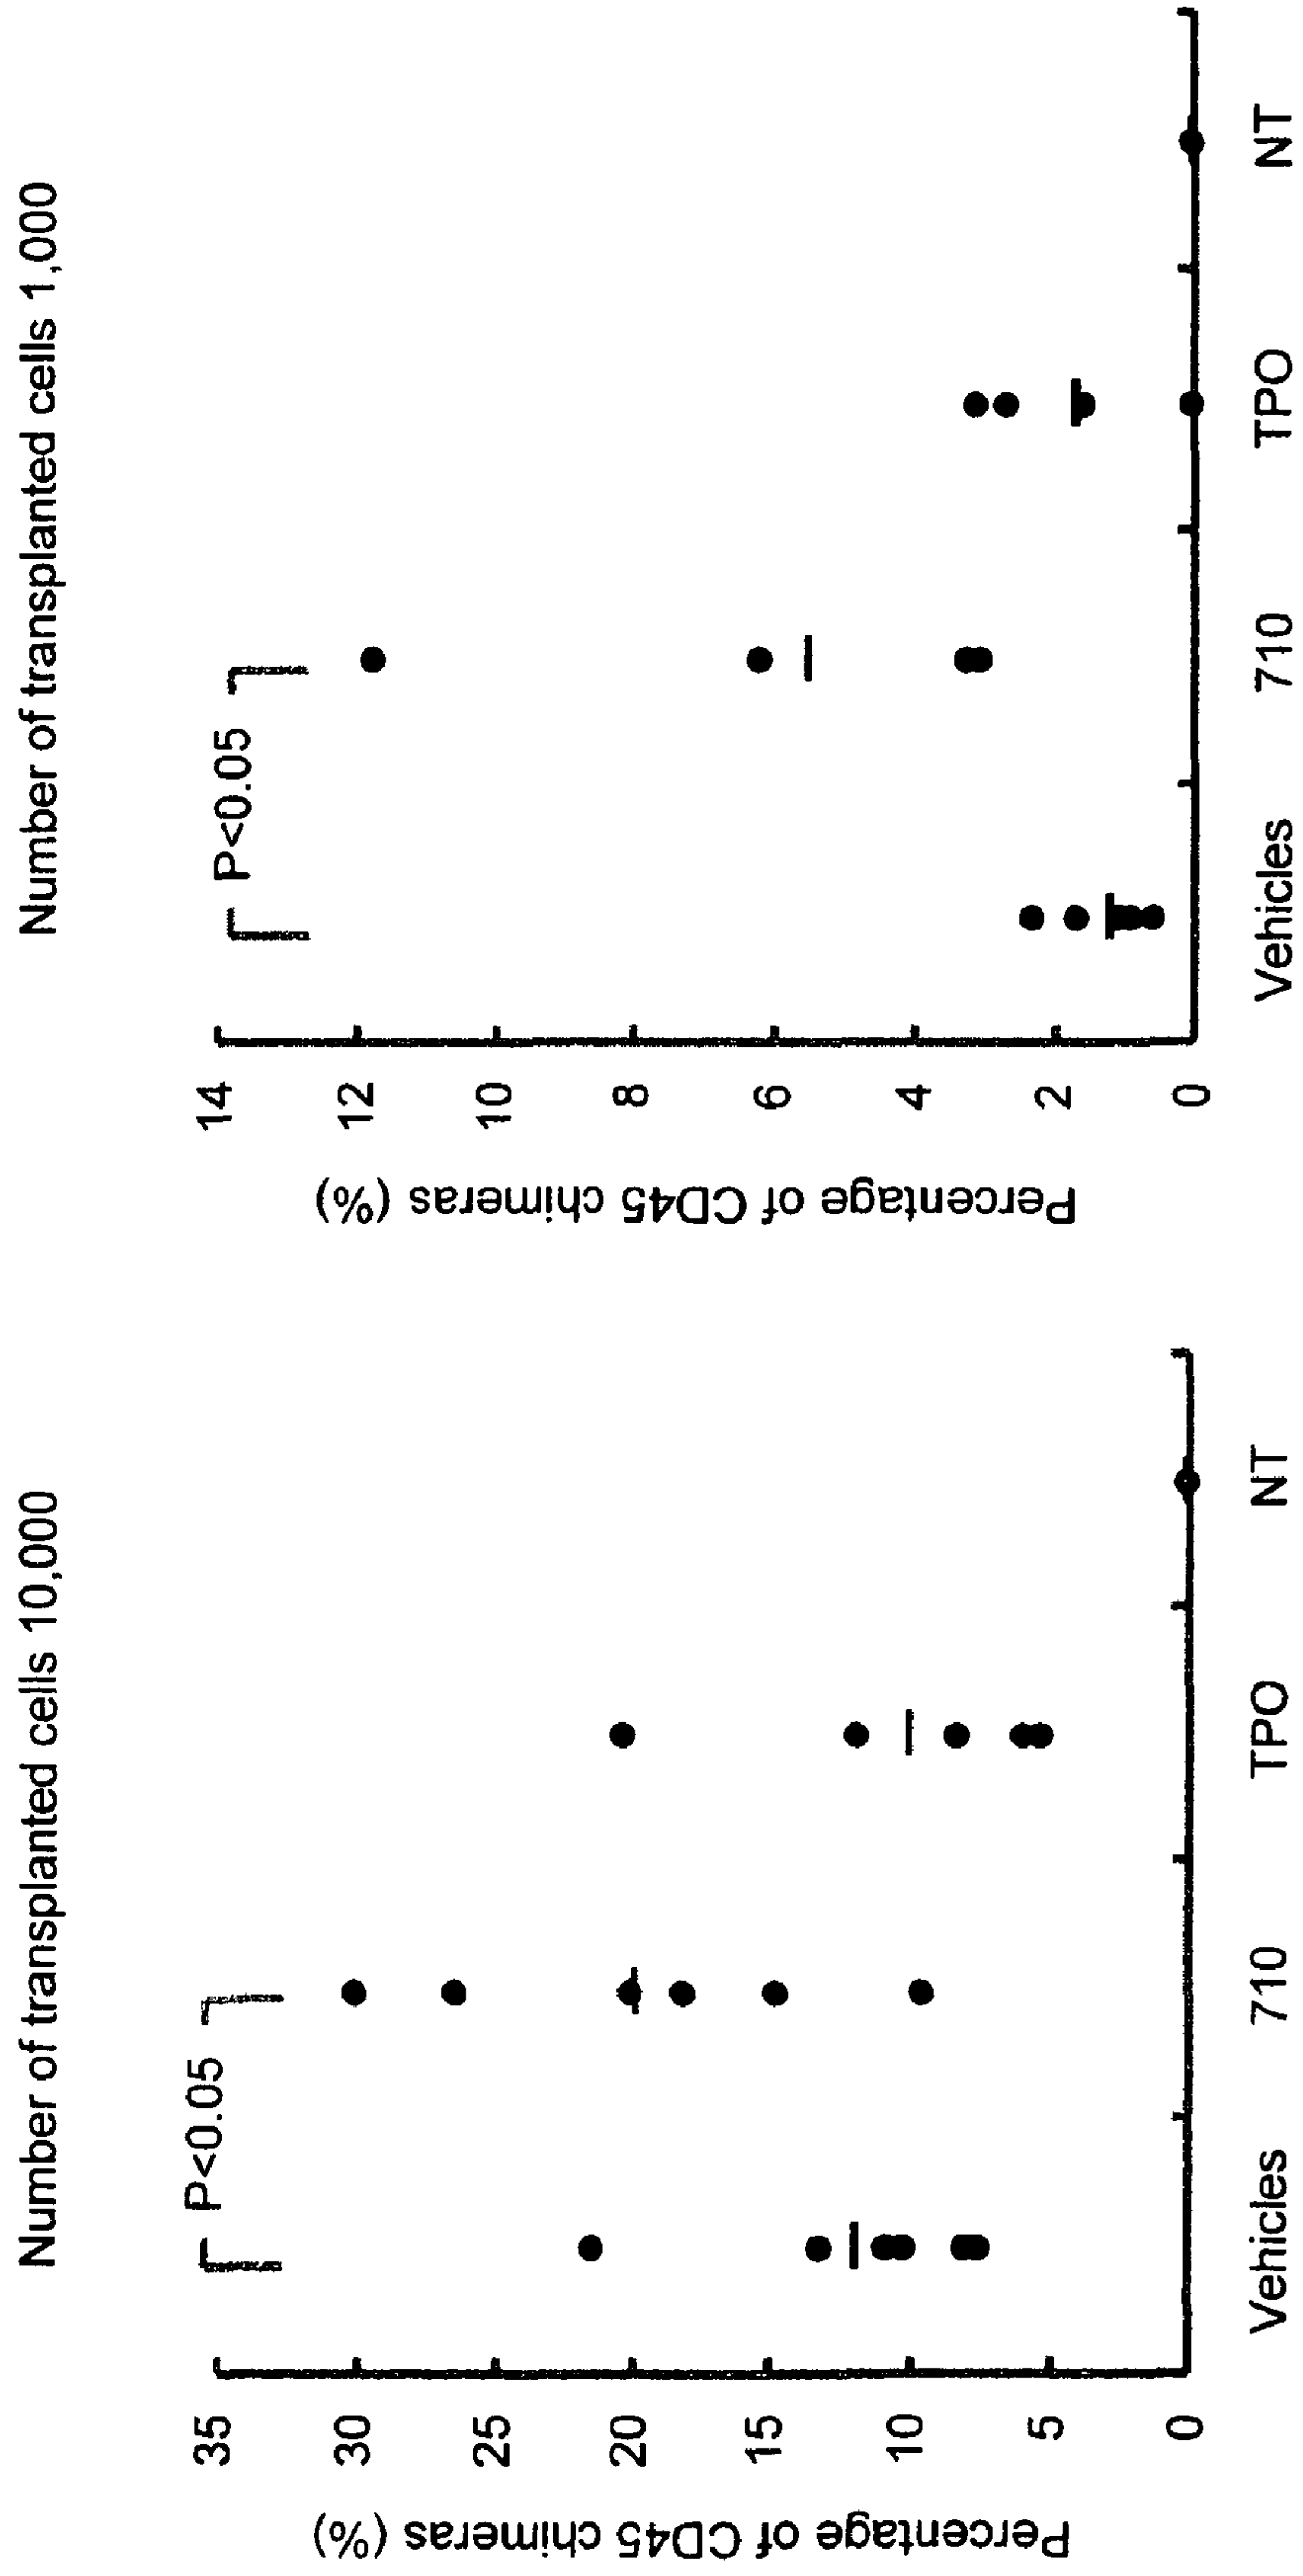 Number of transplanted cells 10,000
P<0.05
Percentage of CD45 chimeras (%)
35
30
25
20
15
10
5
0
Vehicles 710 TPO NT
Number of transplanted cells 1,000
P<0.05
Percentage of CD45 chimeras (%)
14
12
10
8
6
4
2
0
Vehicles 710 TPO NT